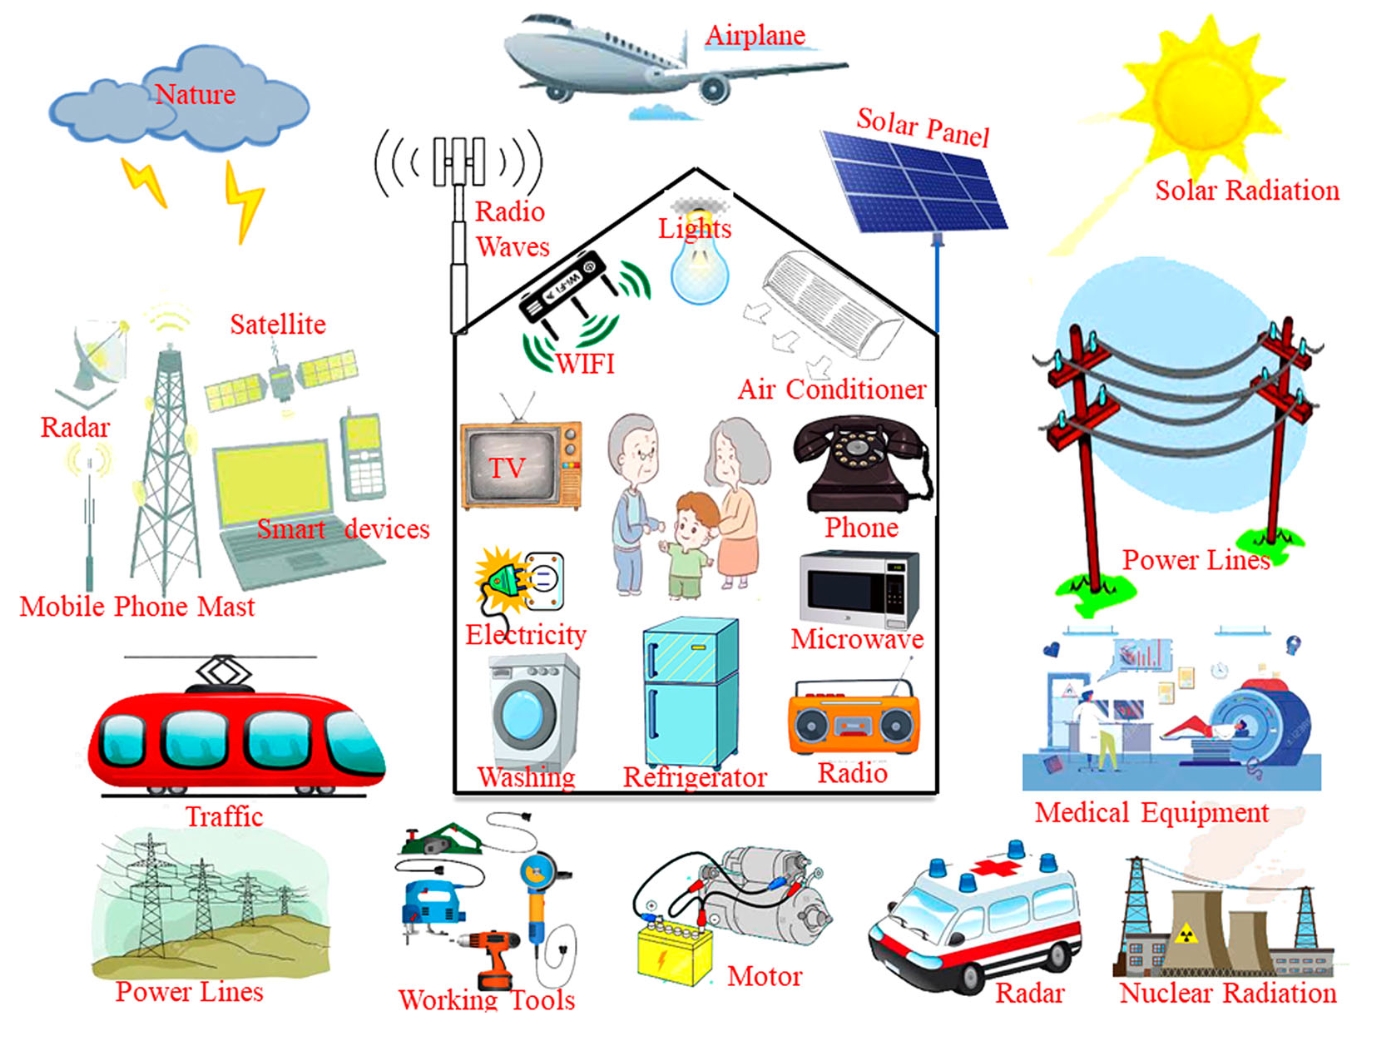 Airplane
Nature
Solar Panel
Solar Radiation
Radio
Waves
Lights
Wi-Fi
WIFI
Satellite
Air Conditioner
Radar
TV
Smart devices
Phone
Power Lines
Mobile Phone Mast
Electricity
Microwave
Washing
Refrigerator
Radio
Traffic
Medical Equipment
Power Lines
Working Tools
Motor
Radar
Nuclear Radiation